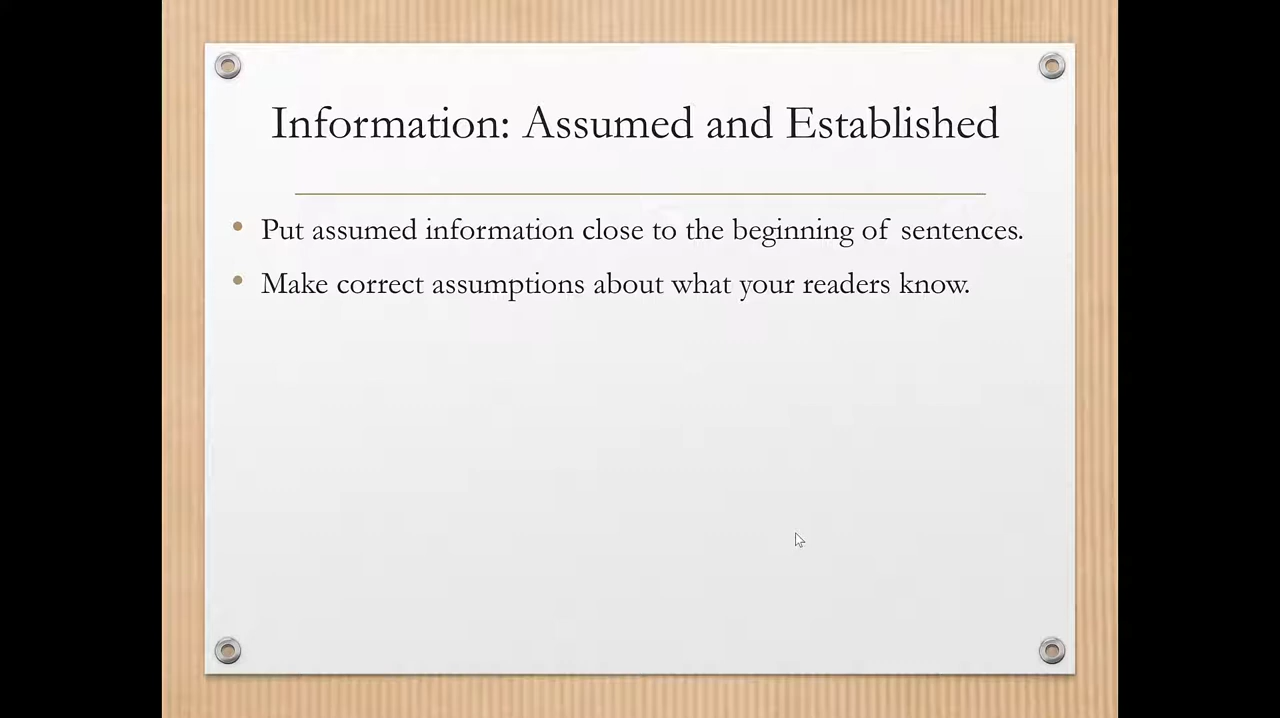 Information: Assumed and Established
• Put assumed information close to the beginning of sentences.
• Make correct assumptions about what your readers know.